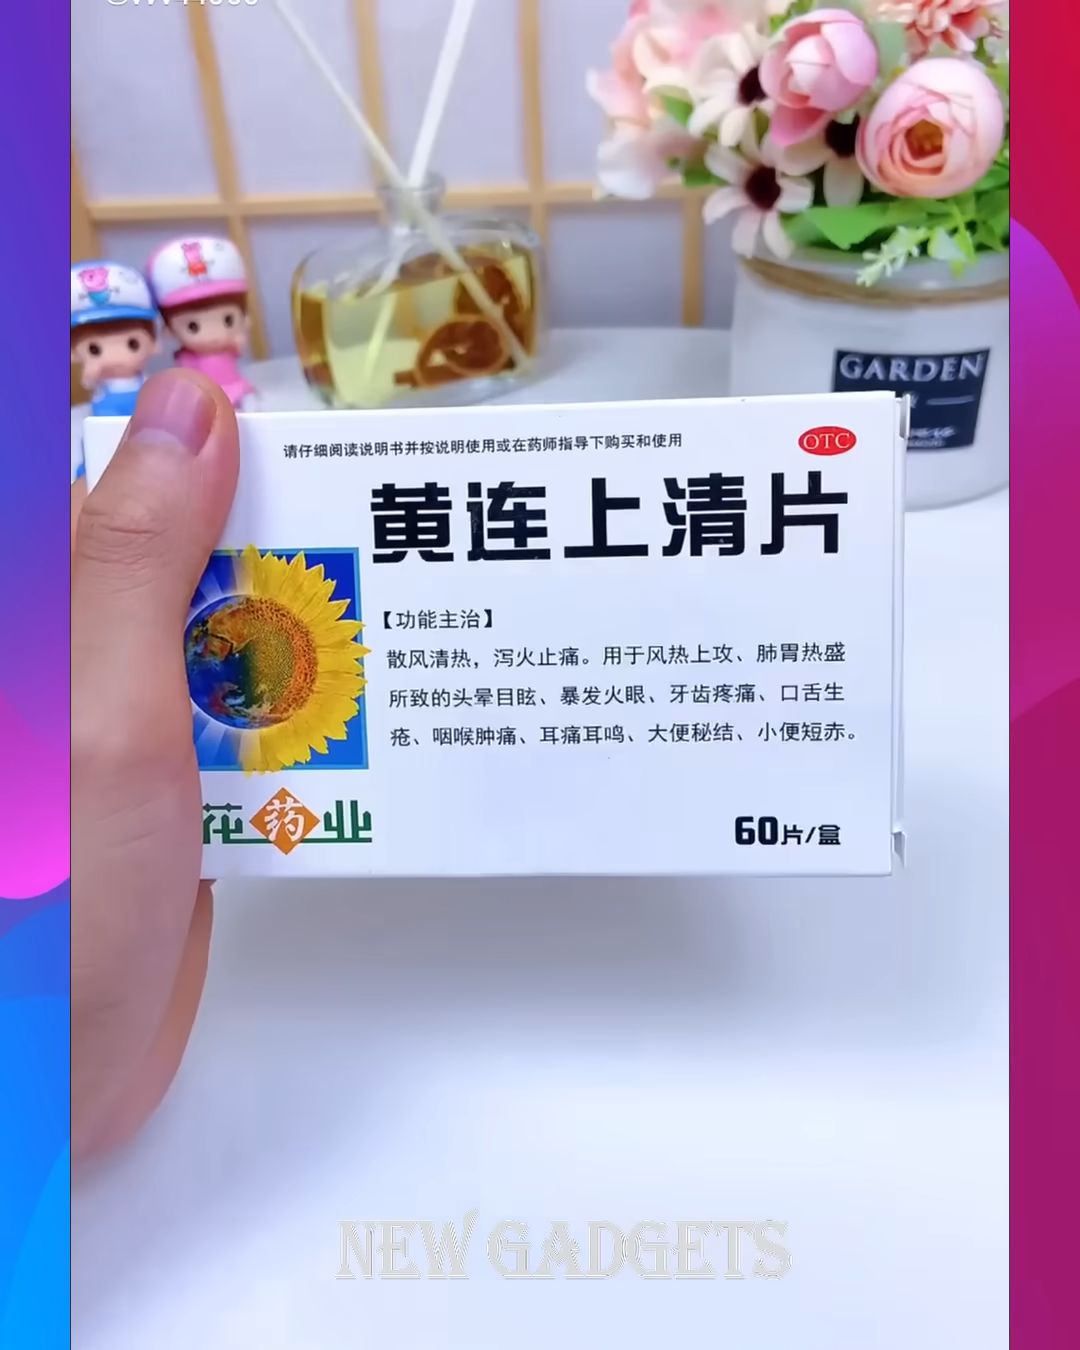 GARDEN
请仔细阅读说明书并按说明使用或在药师指导下购买和使用
OTC
黄连上清片
【功能主治】
散风清热，泻火止痛。用于风热上攻、肺胃热盛
所致的头晕目眩、暴发火眼、牙齿疼痛、口舌生
疮、咽喉肿痛、耳痛耳鸣、大便秘结、小便短赤。
花药业
60片/盒
NEW GADGETS